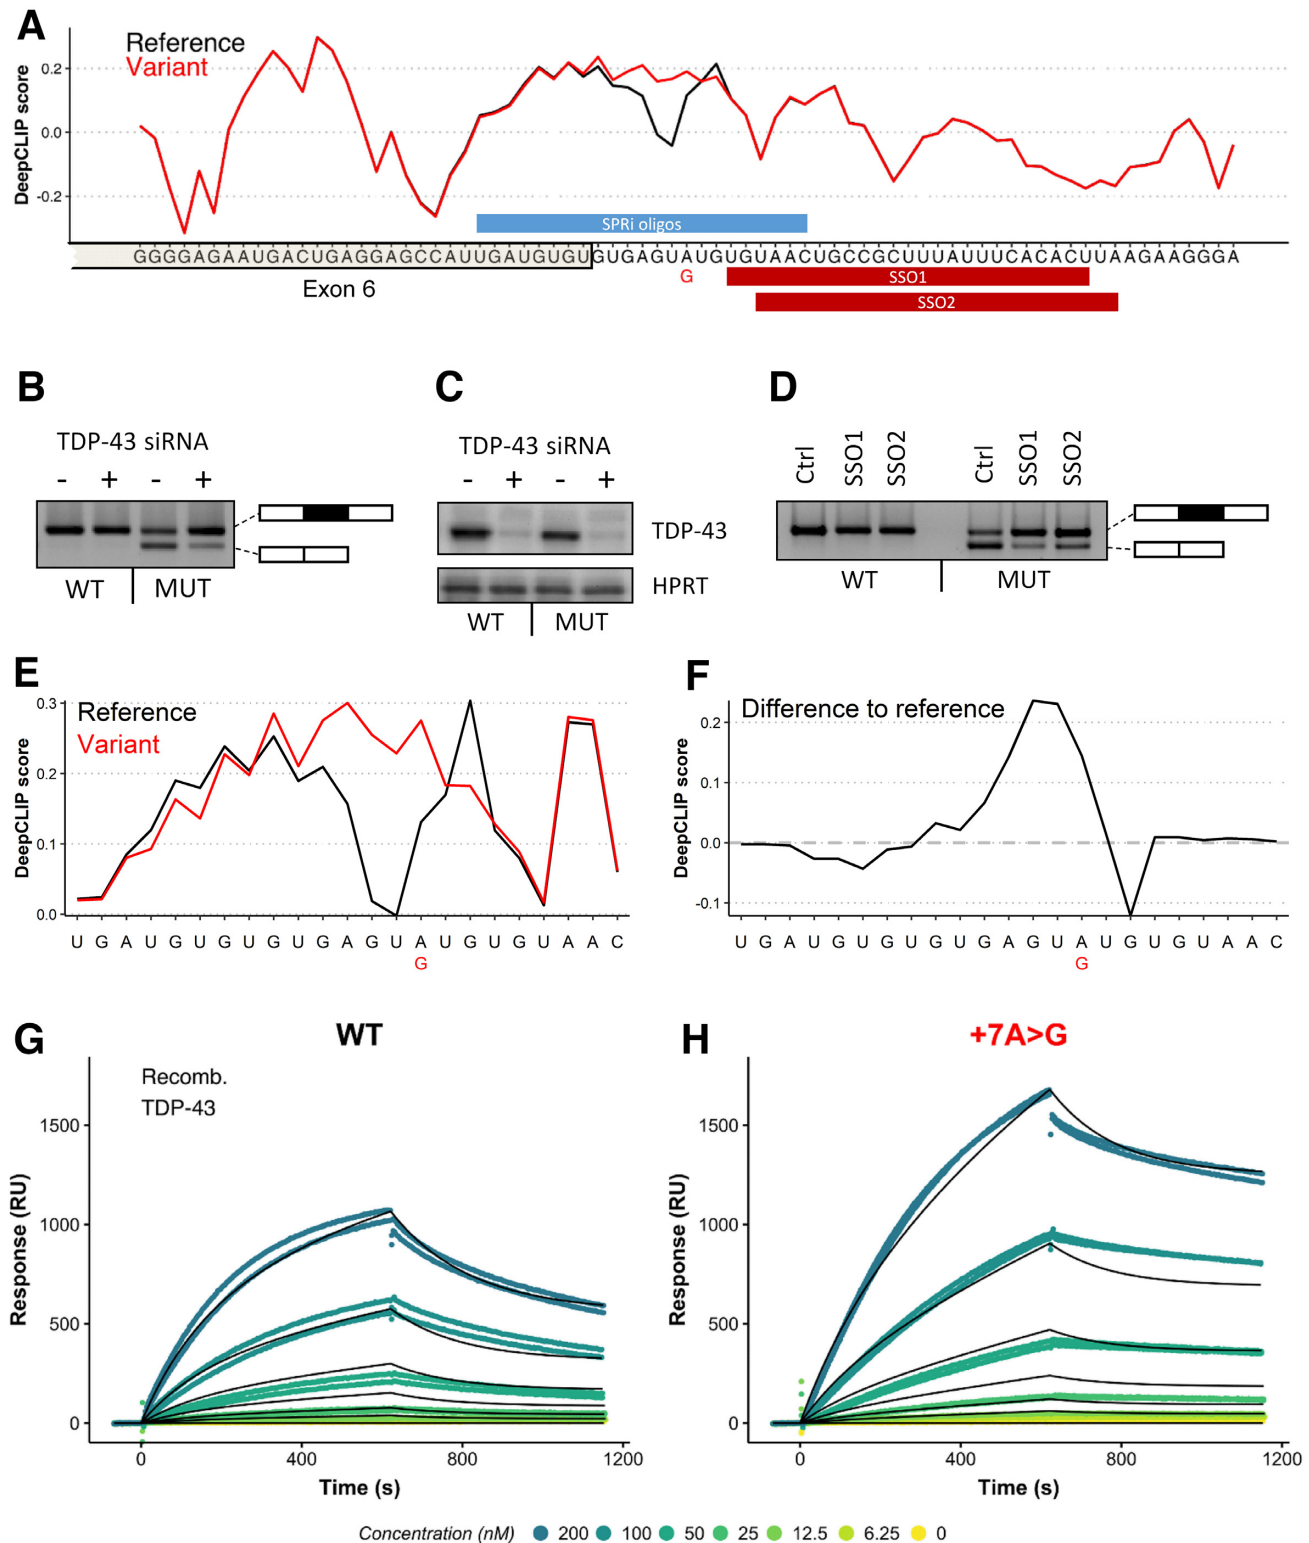 A
Reference
Variant
DeepCLIP score
0.2
0.0
-0.2
SPRi oligos
GGGGAGAAUGACUGAGGAGCCAUUGAUGUGUGUGAGUAUGUGUAACUGCCGCUUUAUUUCACACUUAAGAAGGGA
Exon 6
G
SSO1
SSO2
B
TDP-43 siRNA
- + - +
WT MUT
C
TDP-43 siRNA
- + - +
TDP-43
HPRT
WT MUT
D
Ctrl SSO1 SSO2 Ctrl SSO1 SSO2
WT MUT
E
Reference
Variant
DeepCLIP score
0.3
0.2
0.1
0.0
U G A U G U G U G U G A G U A U G U G U A A C
G
F
Difference to reference
DeepCLIP score
0.2
0.1
0.0
-0.1
U G A U G U G U G U G A G U A U G U G U A A C
G
G
WT
Recomb.
TDP-43
Response (RU)
1500
1000
500
0
0 400 800 1200
Time (s)
H
+7A>G
Response (RU)
1500
1000
500
0
0 400 800 1200
Time (s)
Concentration (nM) 200 100 50 25 12.5 6.25 0